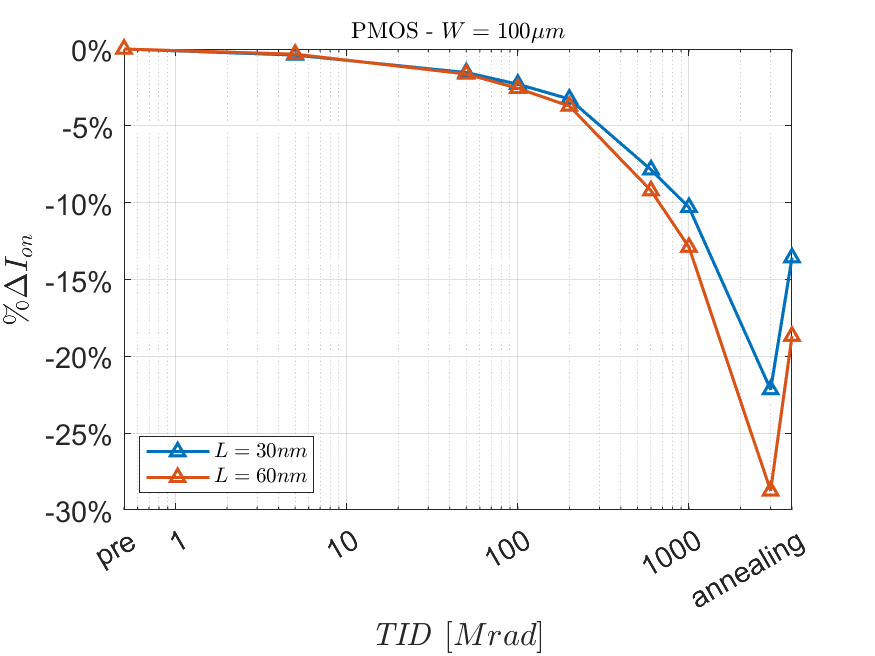 PMOS - W = 100μm
0%
-5%
-10%
-15%
-20%
-25%
-30%
%ΔIon
L = 30nm
L = 60nm
pre 1 10 100 1000 annealing
TID [Mrad]